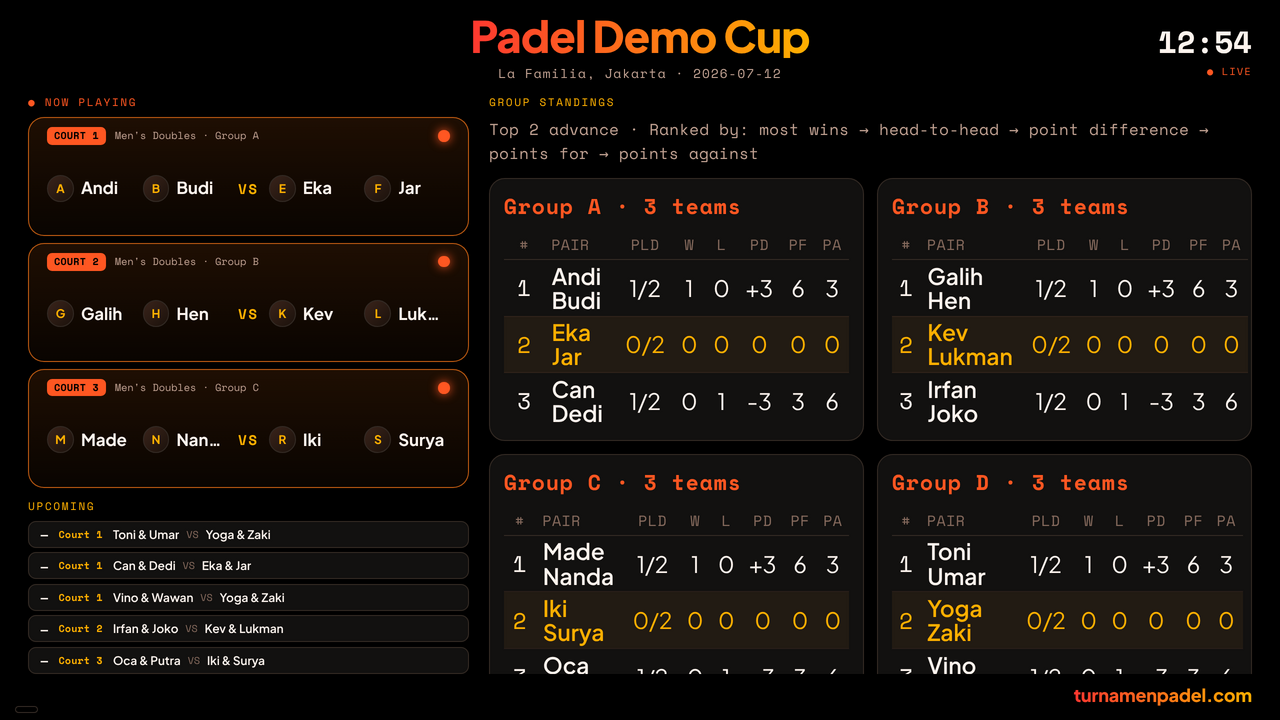 Padel Demo Cup
La Familia, Jakarta · 2026-07-12
12:54
LIVE
NOW PLAYING
COURT 1 Men's Doubles · Group A
A Andi B Budi VS E Eka F Jar
COURT 2 Men's Doubles · Group B
G Galih H Hen VS K Kev L Luk…
COURT 3 Men's Doubles · Group C
M Made N Nan… VS R Iki S Surya
UPCOMING
– Court 1 Toni & Umar VS Yoga & Zaki
– Court 1 Can & Dedi VS Eka & Jar
– Court 1 Vino & Wawan VS Yoga & Zaki
– Court 2 Irfan & Joko VS Kev & Lukman
– Court 3 Oca & Putra VS Iki & Surya
GROUP STANDINGS
Top 2 advance · Ranked by: most wins → head-to-head → point difference →
points for → points against
Group A · 3 teams
# PAIR PLD W L PD PF PA
1 Andi Budi 1/2 1 0 +3 6 3
2 Eka Jar 0/2 0 0 0 0 0
3 Can Dedi 1/2 0 1 -3 3 6
Group B · 3 teams
# PAIR PLD W L PD PF PA
1 Galih Hen 1/2 1 0 +3 6 3
2 Kev Lukman 0/2 0 0 0 0 0
3 Irfan Joko 1/2 0 1 -3 3 6
Group C · 3 teams
# PAIR PLD W L PD PF PA
1 Made Nanda 1/2 1 0 +3 6 3
2 Iki Surya 0/2 0 0 0 0 0
Oca
Group D · 3 teams
# PAIR PLD W L PD PF PA
1 Toni Umar 1/2 1 0 +3 6 3
2 Yoga Zaki 0/2 0 0 0 0 0
Vino
turnamenpadel.com